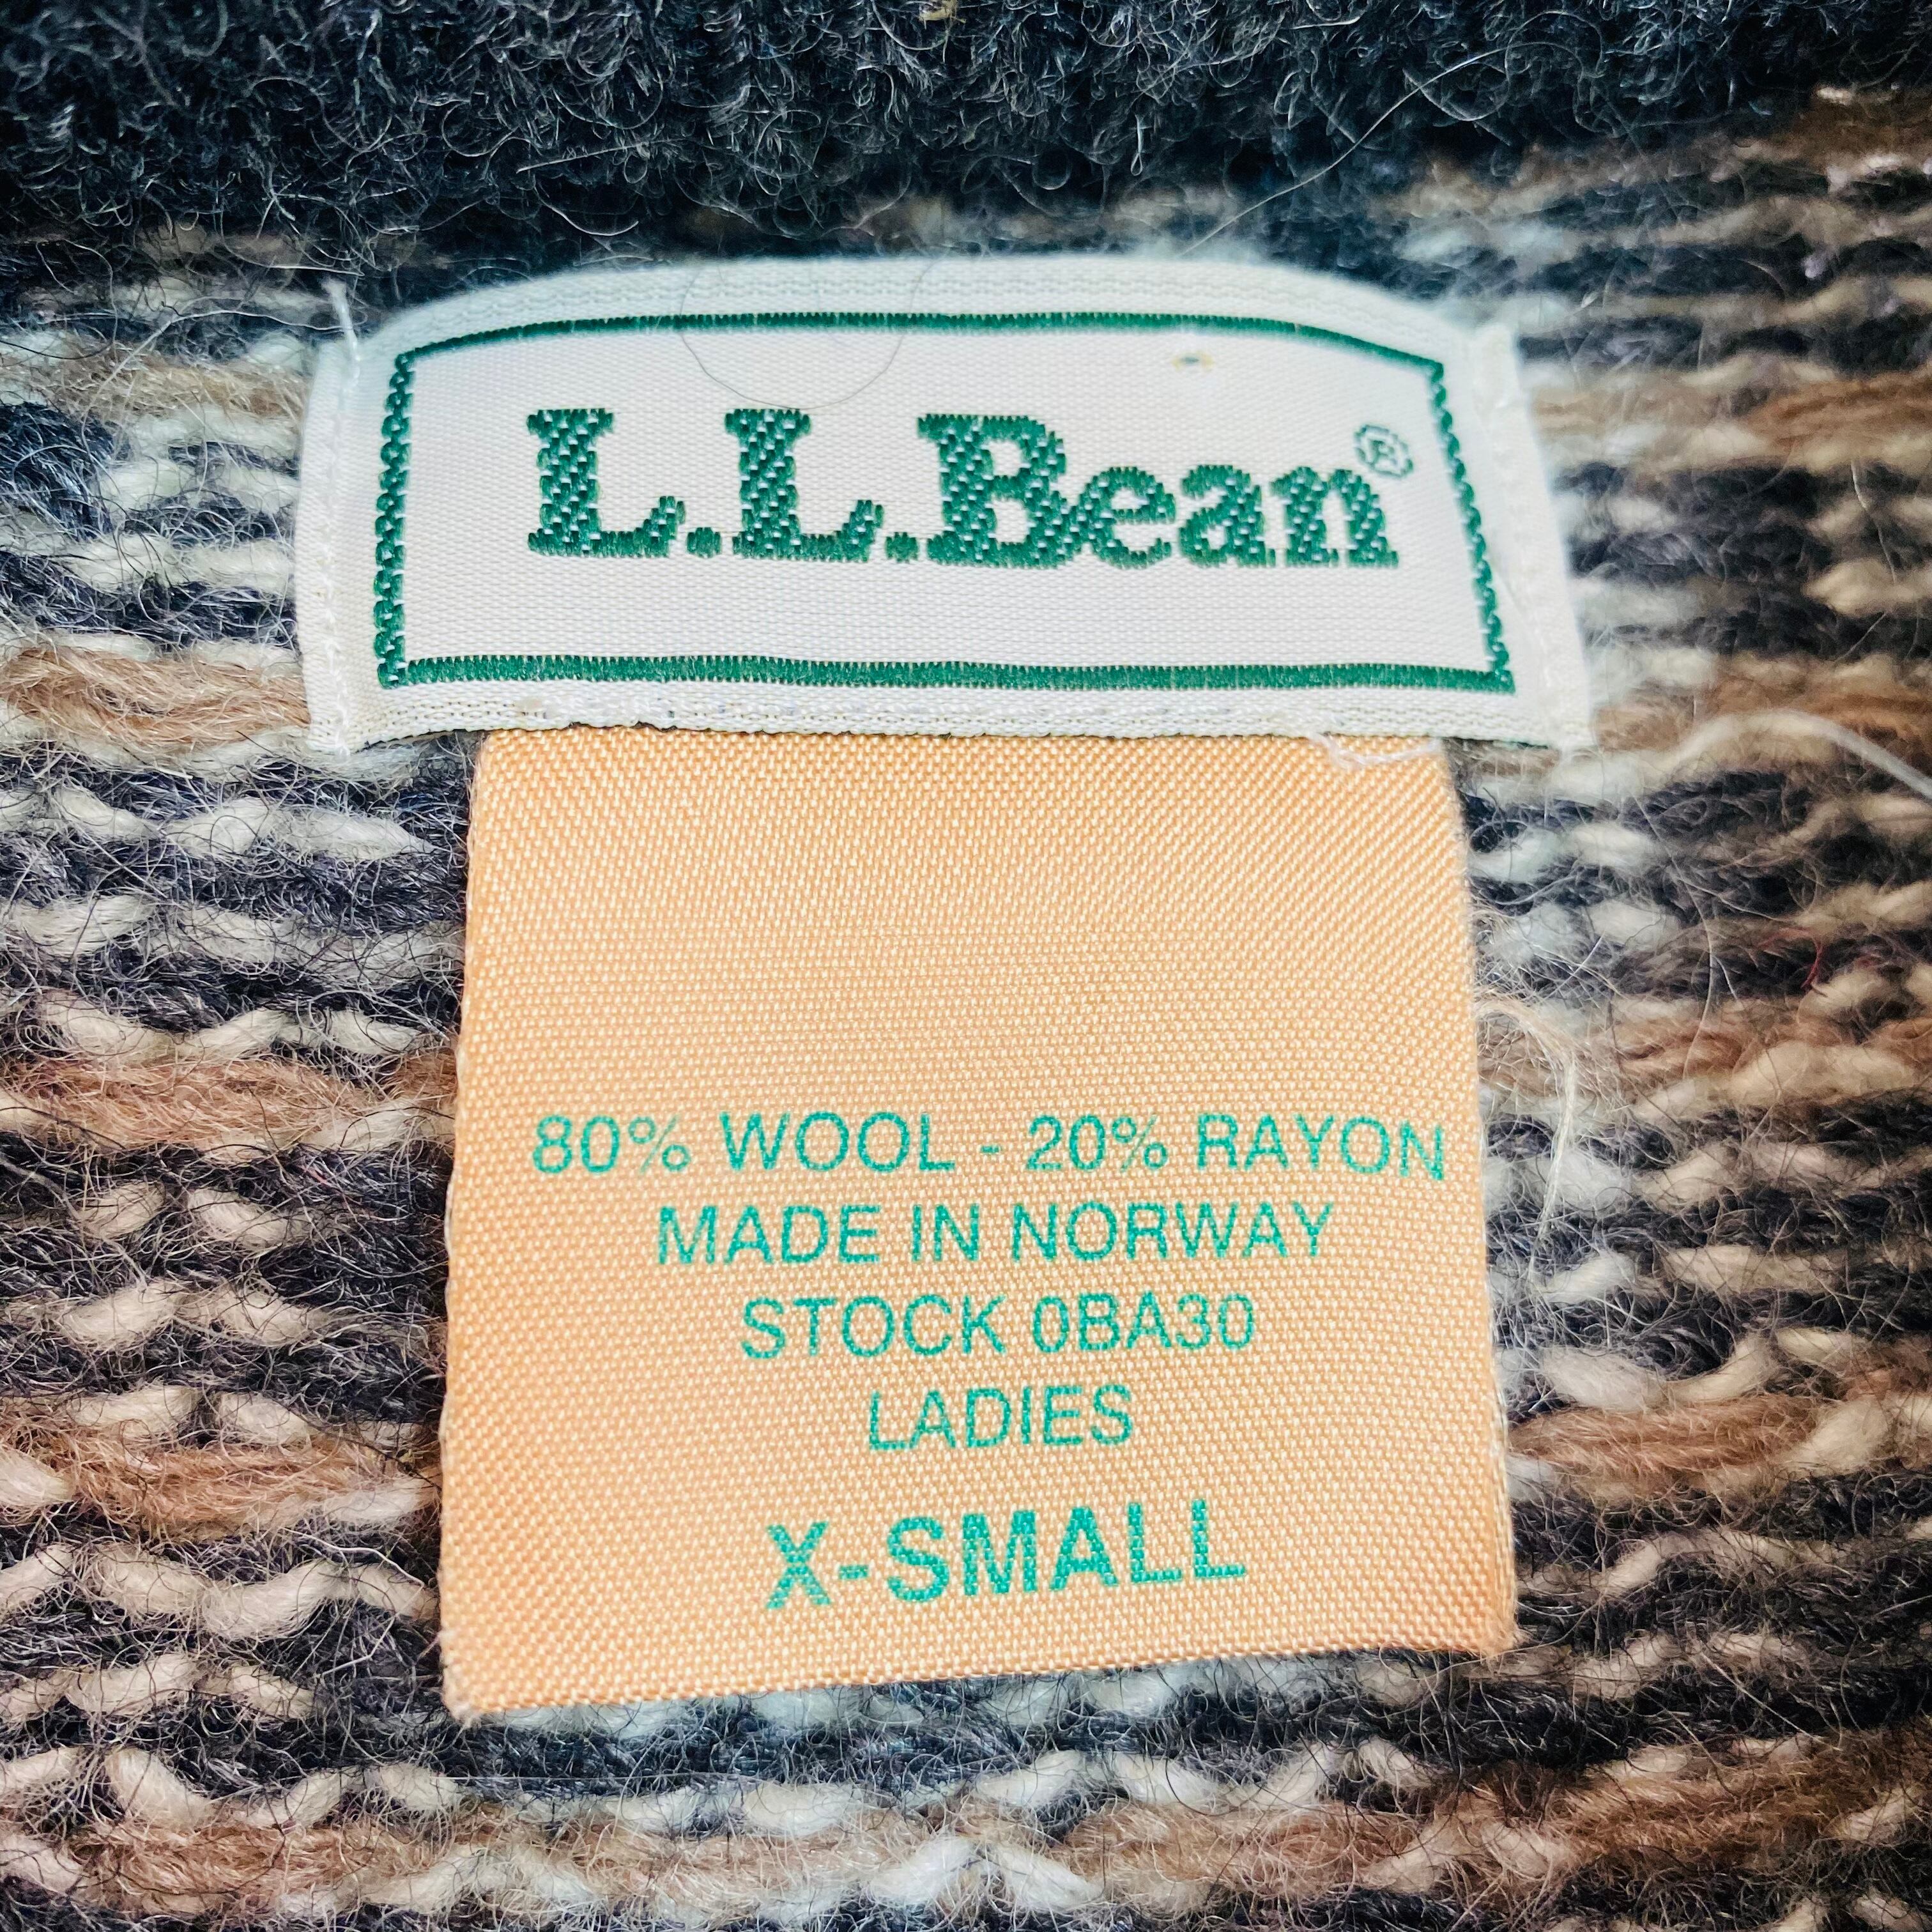 L.L.Bean®
80% WOOL - 20% RAYON
MADE IN NORWAY
STOCK 0BA30
LADIES
X-SMALL